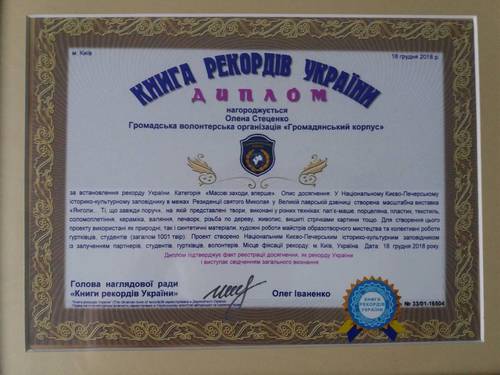 м. Київ
18 грудня 2018 р.
КНИГА РЕКОРДІВ УКРАЇНИ
ДИПЛОМ
нагороджується
Олена Стеценко
Громадська волонтерська організація «Громадянський корпус»
за встановлення рекорду України. Категорія «Масові заходи, вперше». Опис досягнення: У Національному Києво-Печерському
історико-культурному заповіднику в межах Резиденції святого Миколая у Великій лаврській дзвіниці створена масштабна виставка
«Янголи... Ті, що завжди поруч», на якій представлені твори, виконані у різних техніках: пап'є-маше, порцеляна, пластик, текстиль,
соломоплетіння, кераміка, валяння, печворк, різьба по дереву, живопис, вишиті сторінки, картини тощо. Для створення цього
проекту використані як природні, так і синтетичні матеріали, художні роботи майстрів образотворчого мистецтва та колективні роботи
гуртківців, студентів (загалом 1001 твір). Проект створено Національним Києво-Печерським історико-культурним заповідником
із залученням партнерів, студентів, гуртківців, волонтерів. Місце фіксації рекорду: м. Київ, Україна. Дата: 18 грудня 2018 року.
Диплом підтверджує факт реєстрації досягнення, як рекорду України
і виступає свідченням загального визнання
Голова наглядової ради
«Книги рекордів України»
Олег Іваненко
КНИГА
РЕКОРДІВ
УКРАЇНИ
№ 33/01-16504